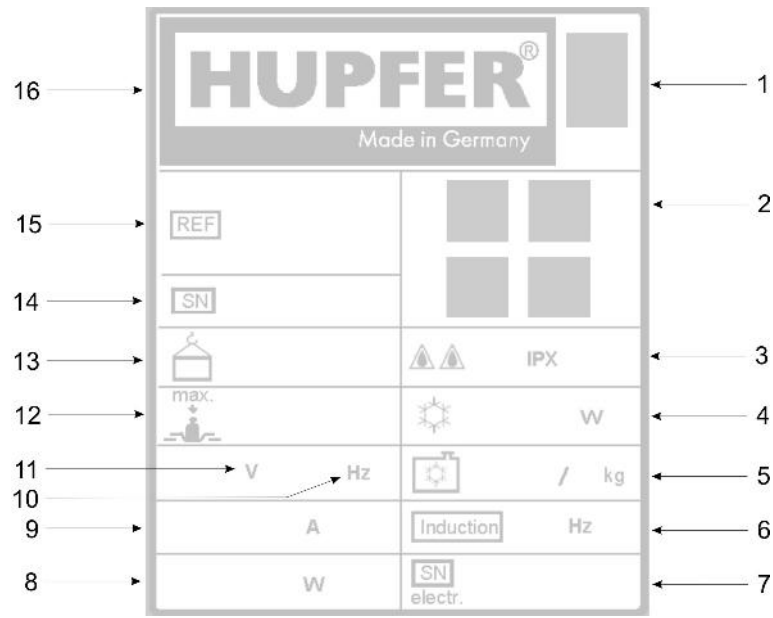 HUPFER®
Made in Germany
16
1
15
REF
2
14
SN
13
IPX
3
12
max.
W
4
11
V
Hz
10
/ kg
5
9
A
Induction
Hz
6
8
W
SN
electr.
7